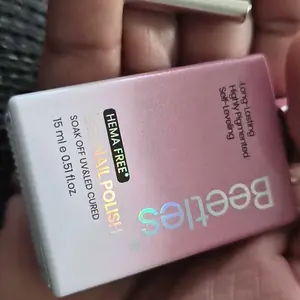 Beetles
Long Lasting
Highly Pigmented
Self-Leveling
HEMA FREE*
NAIL POLISH
SOAK OFF UV&LED CURED
15 ml e 0.51 fl.oz.